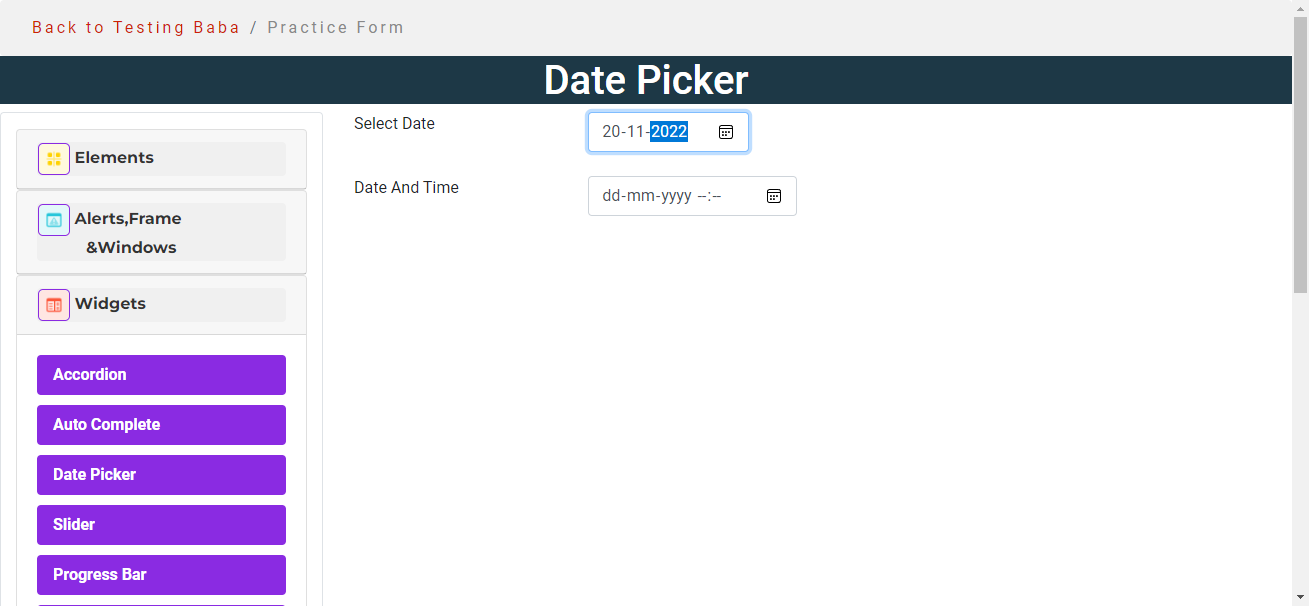 Back to Testing Baba / Practice Form
Date Picker
Elements
Alerts,Frame
&Windows
Widgets
Accordion
Auto Complete
Date Picker
Slider
Progress Bar
Select Date
20-11-2022
Date And Time
dd-mm-yyyy --:--